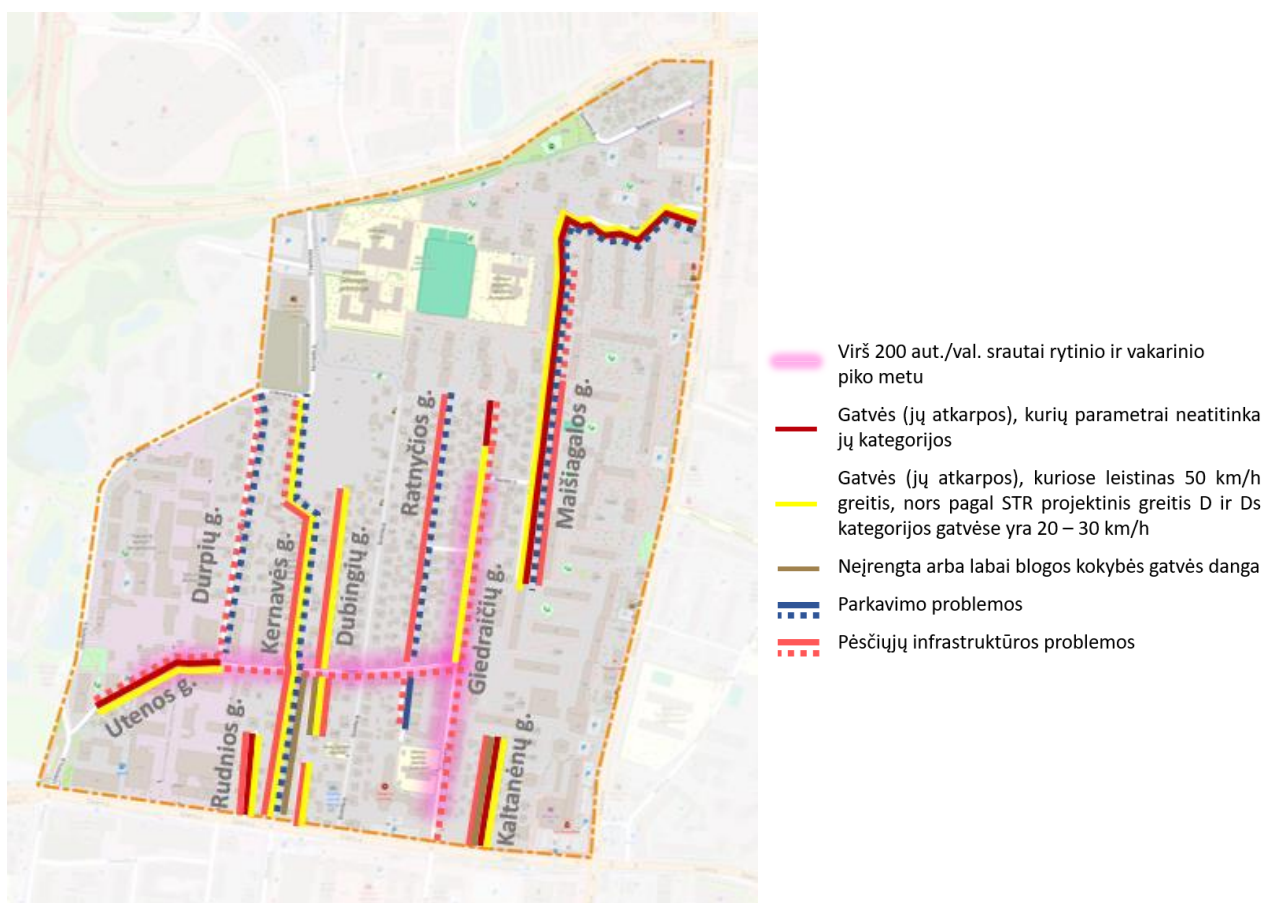 Durpių g.
Kernavės g.
Dubingių g.
Ratnyčios g.
Giedraičių g.
Maišiagalos g.
Utenos g.
Rudnios g.
Kaltanėnų g.
Virš 200 aut./val. srautai rytinio ir vakarinio
piko metu
Gatvės (jų atkarpos), kurių parametrai neatitinka
jų kategorijos
Gatvės (jų atkarpos), kuriose leistinas 50 km/h
greitis, nors pagal STR projektinis greitis D ir Ds
kategorijos gatvėse yra 20 – 30 km/h
Neįrengta arba labai blogos kokybės gatvės danga
Parkavimo problemos
Pėsčiųjų infrastruktūros problemos